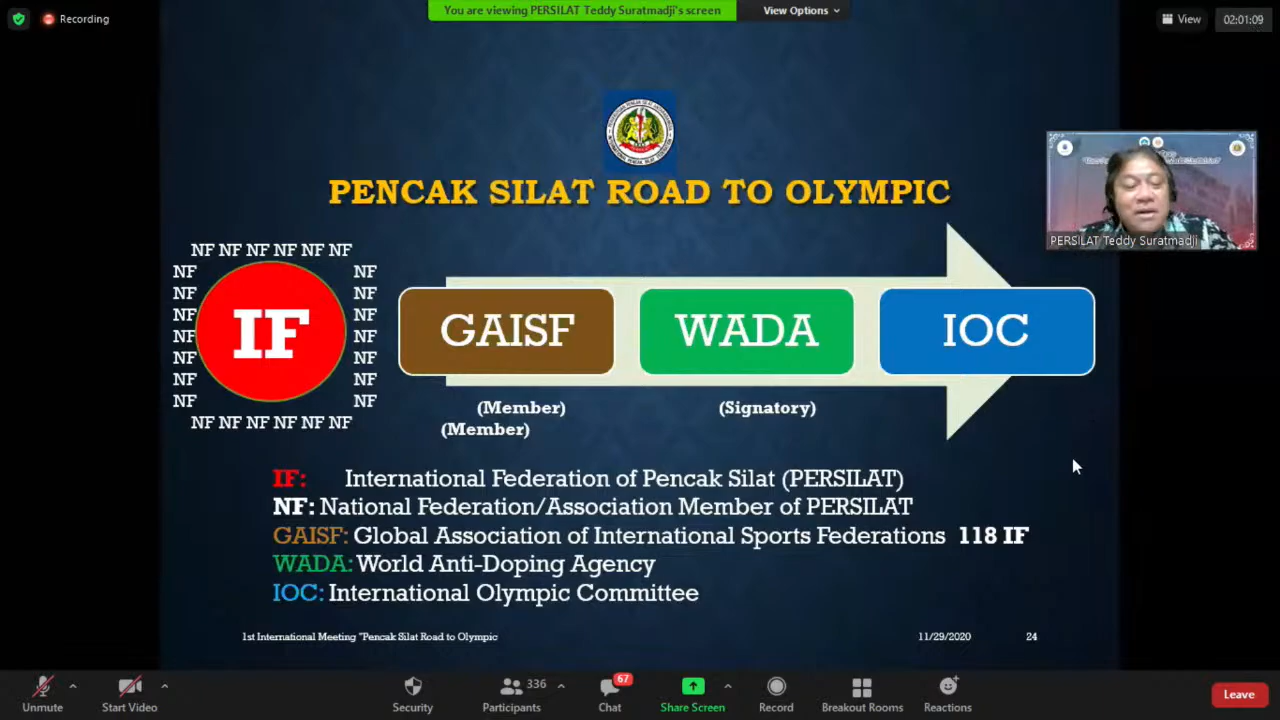 Recording
You are viewing PERSILAT Teddy Suratmadji's screen
View Options
View
02:01:09
PENCAK SILAT ROAD TO OLYMPIC
PERSILAT Teddy Suratmadji
NF NF NF NF NF NF
NF NF
NF NF
NF NF
NF NF
NF NF
NF NF
NF NF
NF NF NF NF NF NF
IF
GAISF
WADA
IOC
(Member) (Signatory)
(Member)
IF: International Federation of Pencak Silat (PERSILAT)
NF: National Federation/Association Member of PERSILAT
GAISF: Global Association of International Sports Federations 118 IF
WADA: World Anti-Doping Agency
IOC: International Olympic Committee
1st International Meeting "Pencak Silat Road to Olympic
11/29/2020
24
Unmute
Start Video
Security
336
Participants
67
Chat
Share Screen
Record
Breakout Rooms
Reactions
Leave